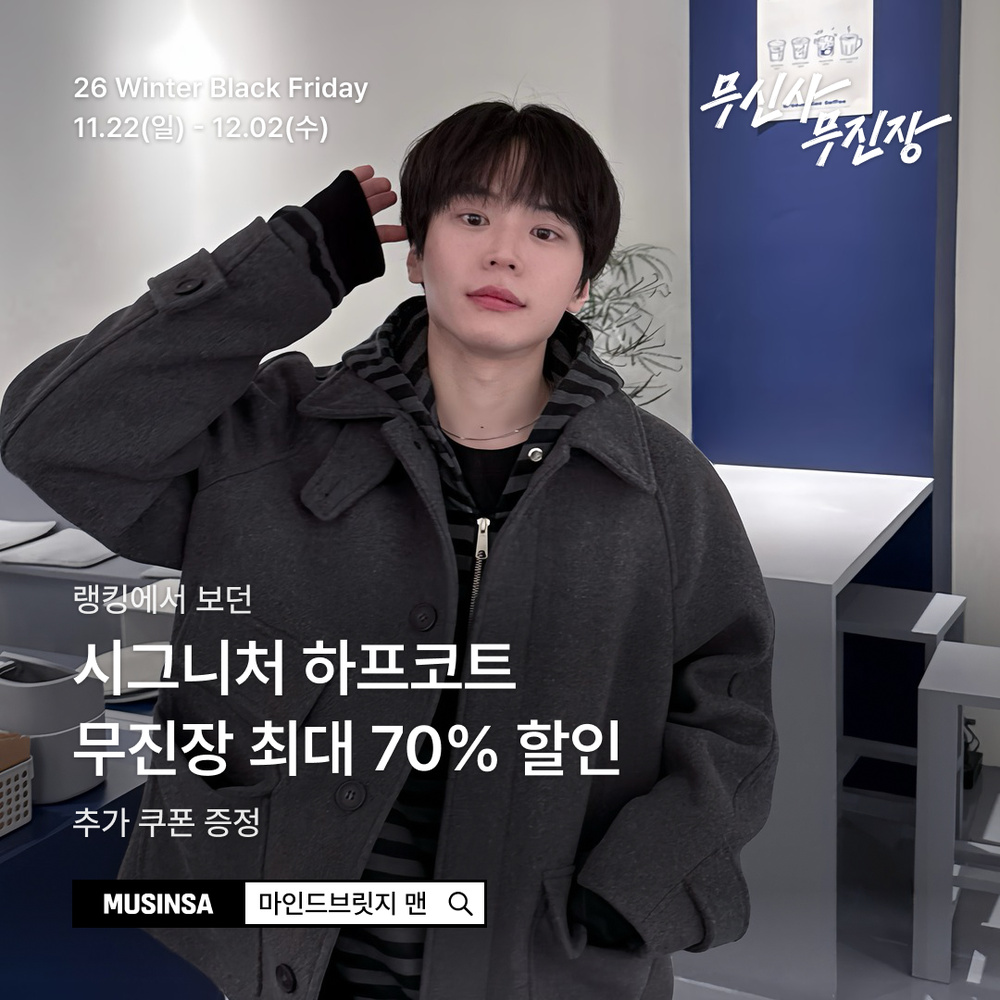 26 Winter Black Friday
11.22(일) - 12.02(수)
무신사
무진장
랭킹에서 보던
시그니처 하프코트
무진장 최대 70% 할인
추가 쿠폰 증정
MUSINSA 마인드브릿지 맨